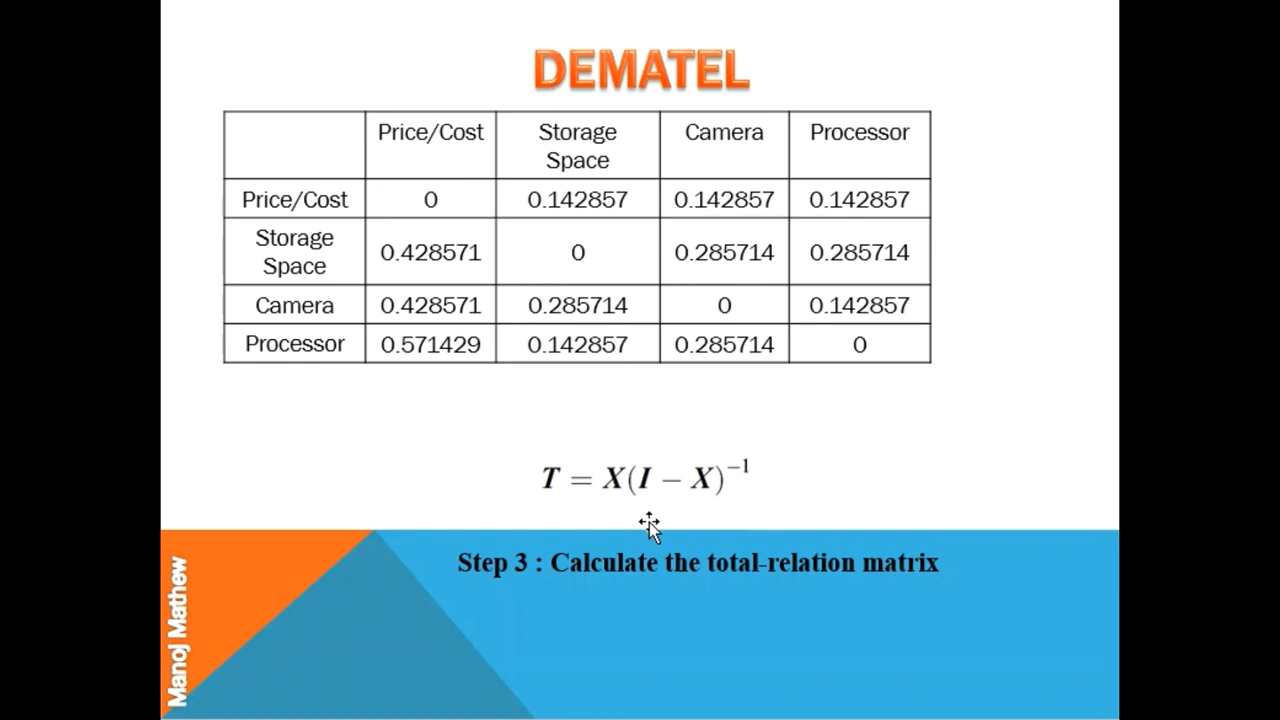 DEMATEL
Price/Cost Storage Space Camera Processor
Price/Cost 0 0.142857 0.142857 0.142857
Storage Space 0.428571 0 0.285714 0.285714
Camera 0.428571 0.285714 0 0.142857
Processor 0.571429 0.142857 0.285714 0
T = X(I − X)⁻¹
Step 3 : Calculate the total-relation matrix
Manoj Mathew